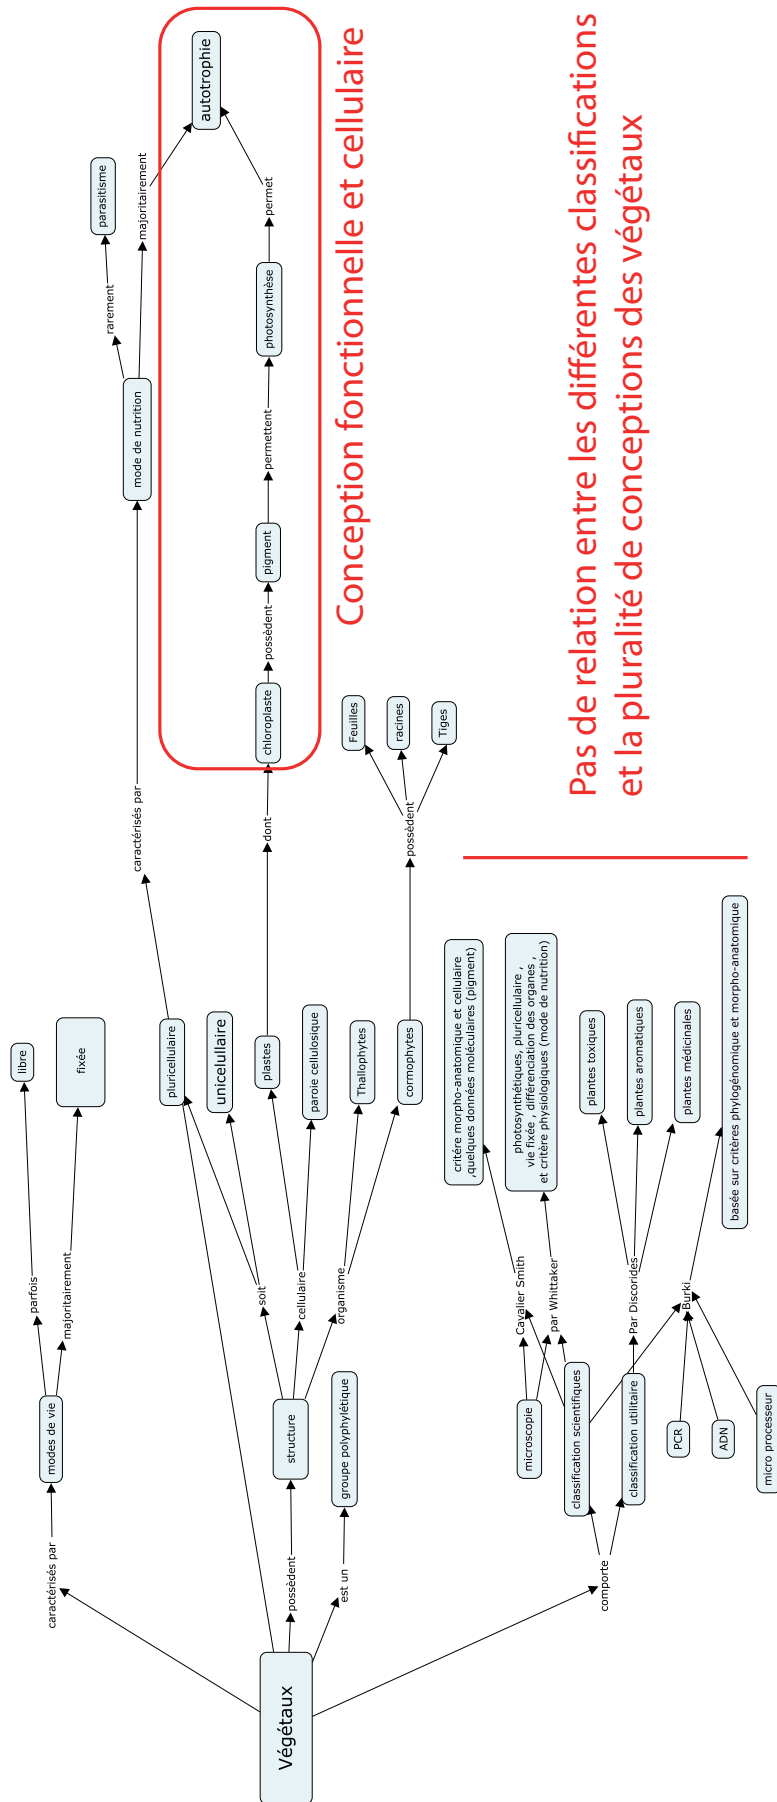 Végétaux
caractérisés par
modes de vie
parfois
libre
majoritairement
fixée
possèdent
structure
soit
pluricellulaire
unicelullaire
cellulaire
plastes
paroie cellulosique
organisme
Thallophytes
cormophytes
est un
groupe polyphylétique
caractérisés par
mode de nutrition
rarement
parasitisme
majoritairement
autotrophie
dont
chloroplaste
possèdent
pigment
permettent
photosynthèse
permet
possèdent
Feuilles
racines
Tiges
Conception fonctionnelle et cellulaire
comporte
classification scientifiques
classification utilitaire
microscopie
Cavalier Smith
critére morpho-anatomique et cellulaire
,quelques données moléculaires (pigment)
par Whittaker
photosynthétiques, pluricellulaire ,
vie fixée , différenciation des organes ,
et critère physiologiques (mode de nutrition)
Par Discorides
plantes toxiques
plantes aromatiques
plantes médicinales
PCR
ADN
micro processeur
Burki
basée sur critères phylogénomique et morpho-anatomique
Pas de relation entre les différentes classifications
et la pluralité de conceptions des végétaux